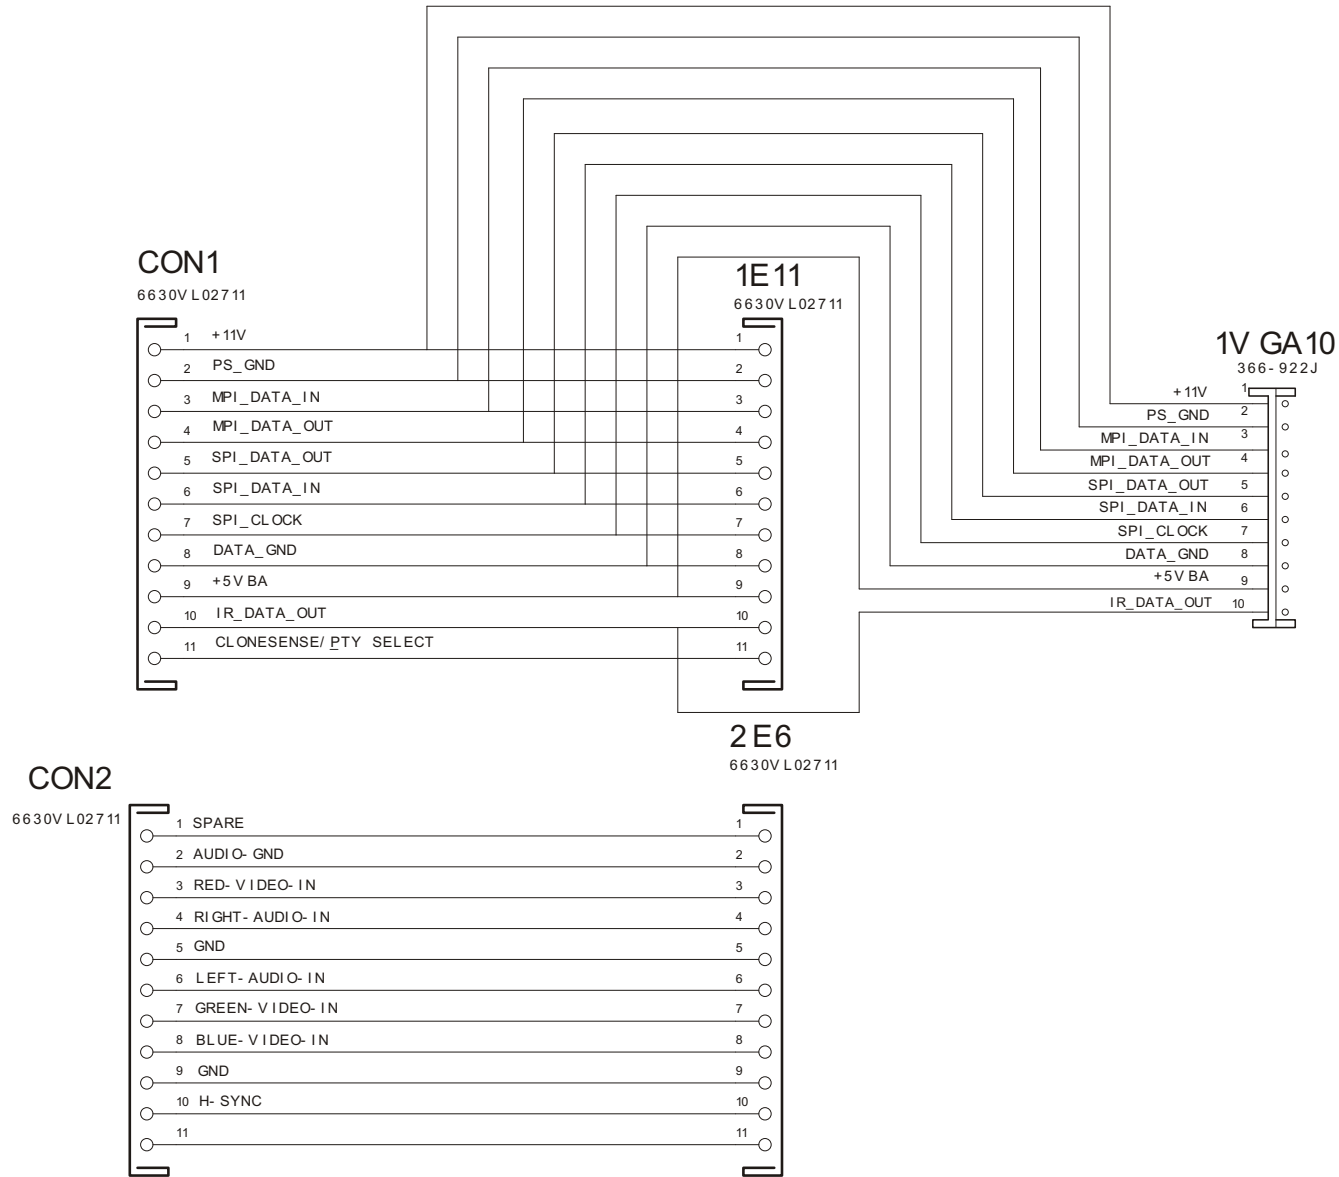 CON1
6630VL02711
1 +11V
2 PS_GND
3 MPI_DATA_IN
4 MPI_DATA_OUT
5 SPI_DATA_OUT
6 SPI_DATA_IN
7 SPI_CLOCK
8 DATA_GND
9 +5VBA
10 IR_DATA_OUT
11 CLONESENSE/PTY SELECT
1E11
6630VL02711
1
2
3
4
5
6
7
8
9
10
11
1V GA10
366-922J
+11V 1
PS_GND 2
MPI_DATA_IN 3
MPI_DATA_OUT 4
SPI_DATA_OUT 5
SPI_DATA_IN 6
SPI_CLOCK 7
DATA_GND 8
+5VBA 9
IR_DATA_OUT 10
CON2
6630VL02711
1 SPARE
2 AUDIO-GND
3 RED-VIDEO-IN
4 RIGHT-AUDIO-IN
5 GND
6 LEFT-AUDIO-IN
7 GREEN-VIDEO-IN
8 BLUE-VIDEO-IN
9 GND
10 H-SYNC
11
2E6
6630VL02711
1
2
3
4
5
6
7
8
9
10
11